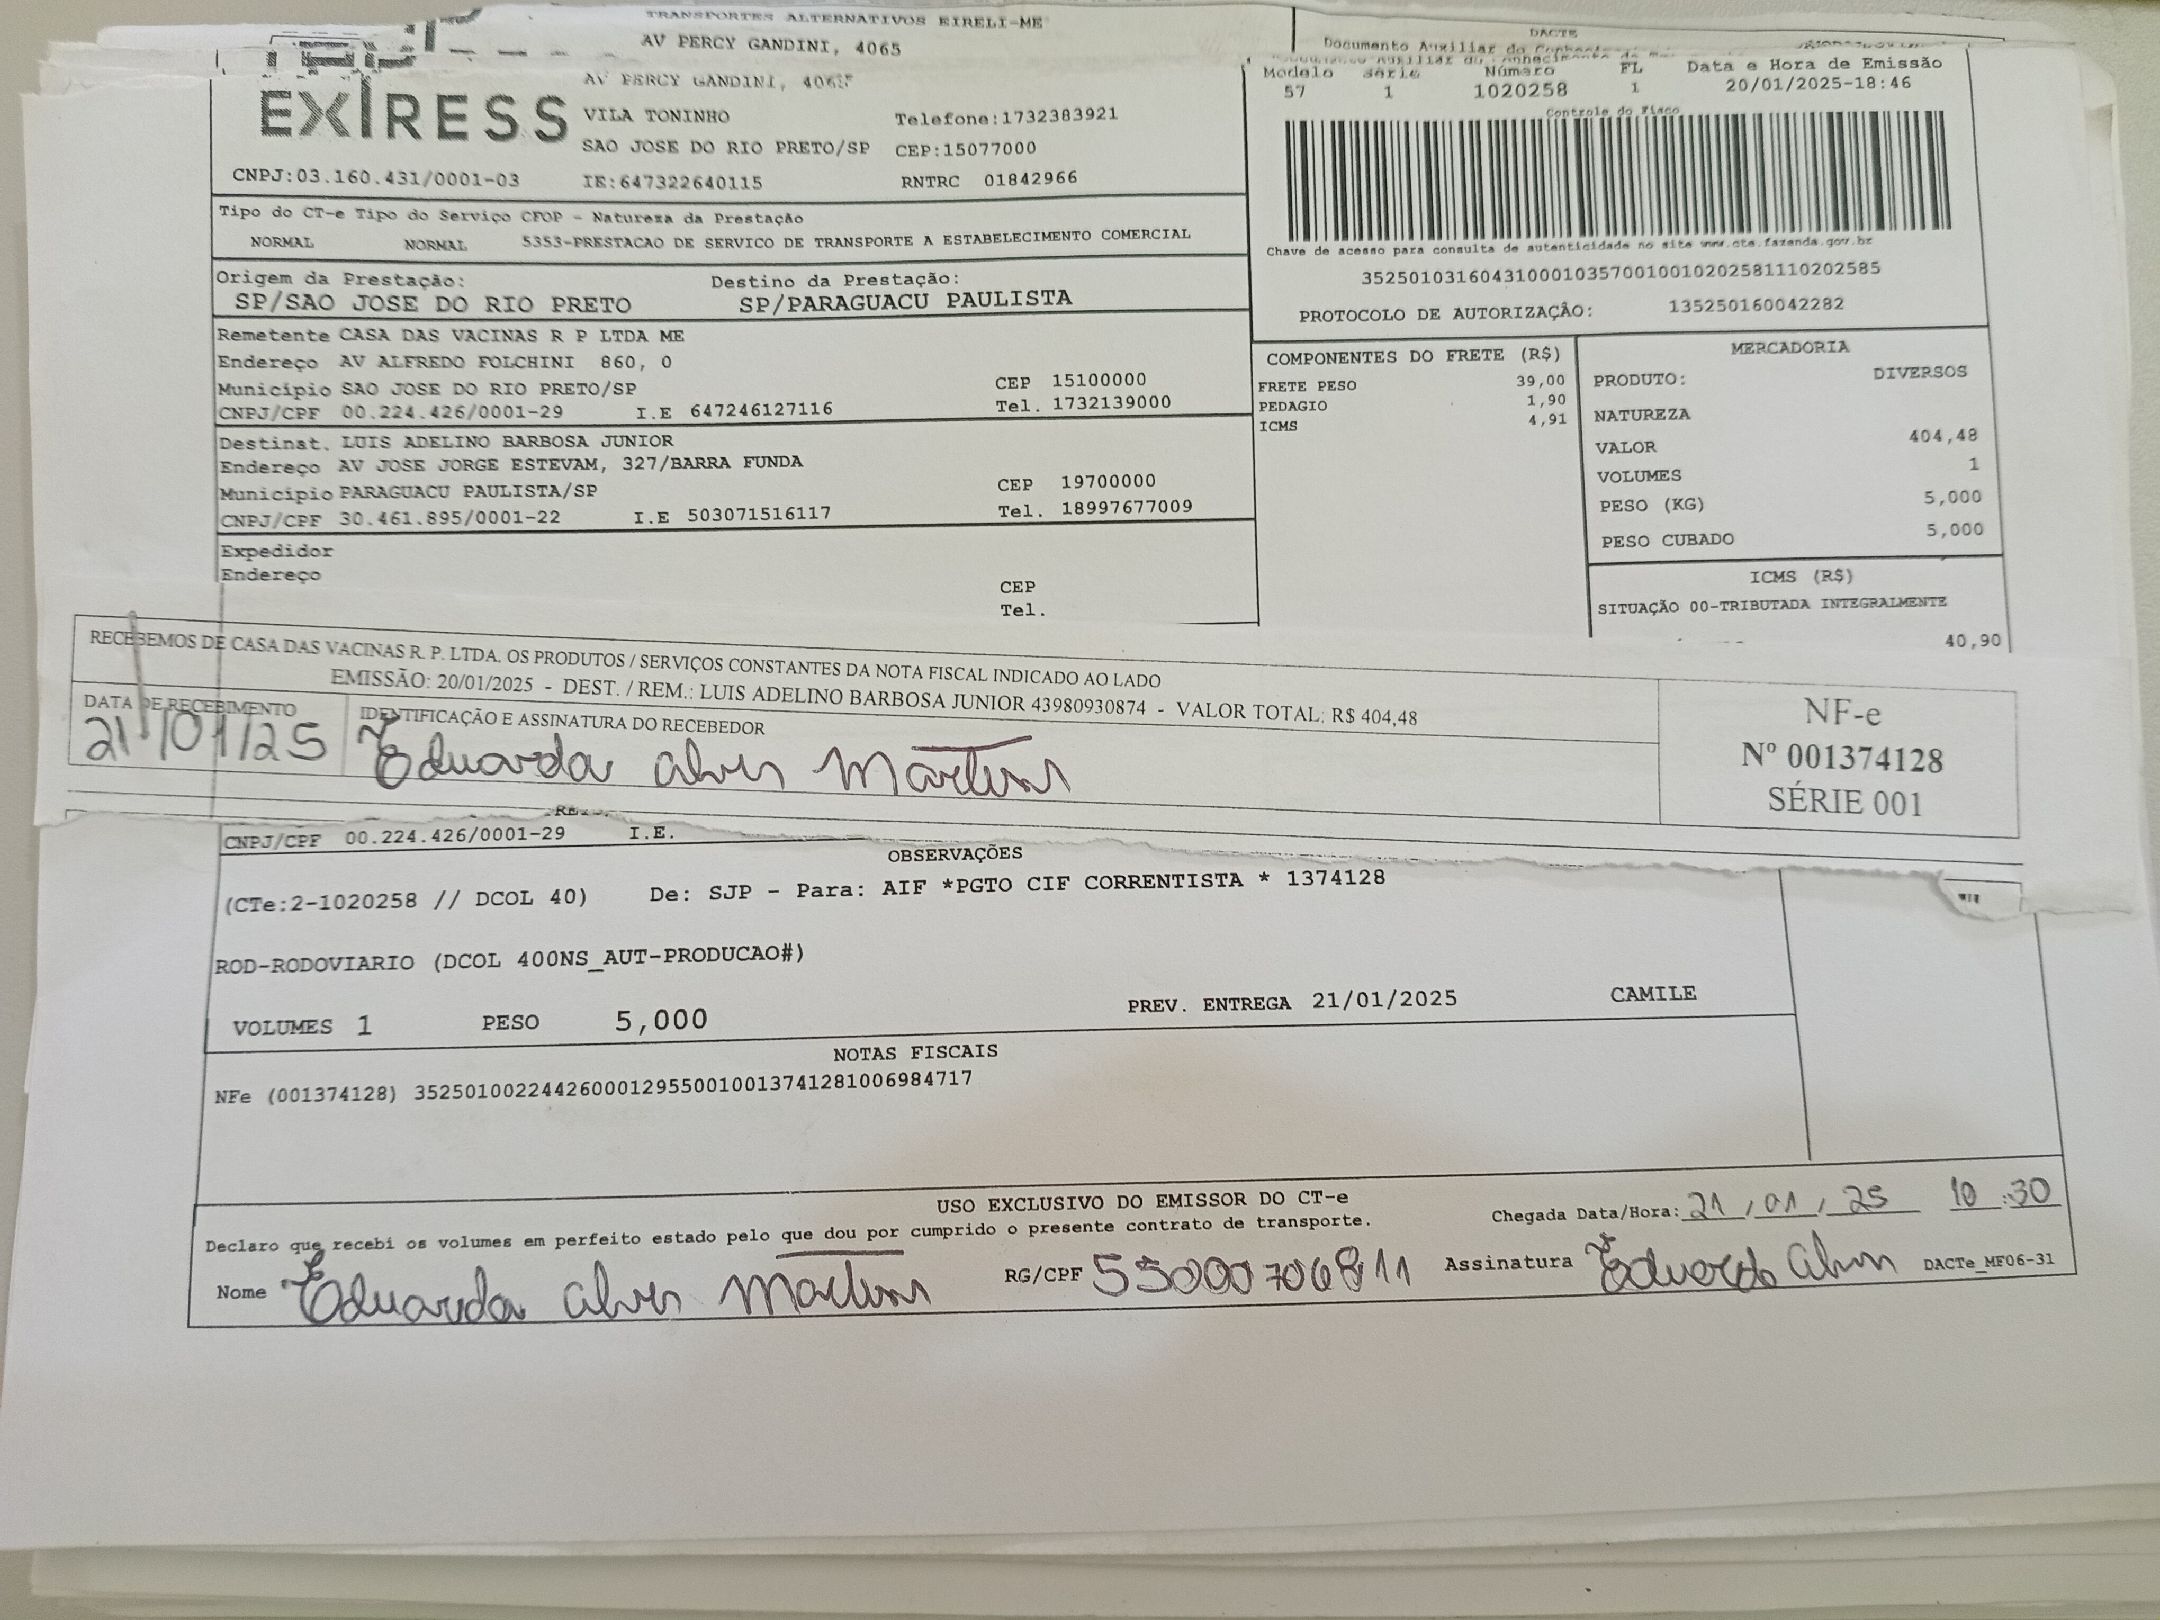 TRANSPORTES ALTERNATIVOS EIRELI-ME
AV PERCY GANDINI, 4065
AV PERCY GANDINI, 4065
EXPRESS
VILA TONINHO Telefone:1732383921
SAO JOSE DO RIO PRETO/SP CEP:15077000
CNPJ:03.160.431/0001-03 IE:647322640115 RNTRC 01842966
DACTE
Documento Auxiliar do Conhecimento
Modelo série Número FL Data e Hora de Emissão
57 1 1020258 1 20/01/2025-18:46
Controle do Fisco
Chave de acesso para consulta de autenticidade no site www.cte.fazenda.gov.br
35250103160431000103570010010202581110202585
PROTOCOLO DE AUTORIZAÇÃO: 135250160042282
Tipo do CT-e Tipo do Serviço CFOP - Natureza da Prestação
NORMAL NORMAL 5353-PRESTACAO DE SERVICO DE TRANSPORTE A ESTABELECIMENTO COMERCIAL
Origem da Prestação: Destino da Prestação:
SP/SAO JOSE DO RIO PRETO SP/PARAGUACU PAULISTA
Remetente CASA DAS VACINAS R P LTDA ME
Endereço AV ALFREDO FOLCHINI 860, 0
Município SAO JOSE DO RIO PRETO/SP CEP 15100000
CNPJ/CPF 00.224.426/0001-29 I.E 647246127116 Tel. 1732139000
Destinat. LUIS ADELINO BARBOSA JUNIOR
Endereço AV JOSE JORGE ESTEVAM, 327/BARRA FUNDA
Município PARAGUACU PAULISTA/SP CEP 19700000
CNPJ/CPF 30.461.895/0001-22 I.E 503071516117 Tel. 18997677009
Expedidor
Endereço
CEP
Tel.
COMPONENTES DO FRETE (R$)
FRETE PESO 39,00
PEDAGIO 1,90
ICMS 4,91
MERCADORIA
PRODUTO: DIVERSOS
NATUREZA
VALOR 404,48
VOLUMES 1
PESO (KG) 5,000
PESO CUBADO 5,000
ICMS (R$)
SITUAÇÃO 00-TRIBUTADA INTEGRALMENTE
40,90
RECEBEMOS DE CASA DAS VACINAS R. P. LTDA. OS PRODUTOS / SERVIÇOS CONSTANTES DA NOTA FISCAL INDICADO AO LADO
EMISSÃO: 20/01/2025 - DEST. / REM.: LUIS ADELINO BARBOSA JUNIOR 43980930874 - VALOR TOTAL: R$ 404,48
DATA DE RECEBIMENTO IDENTIFICAÇÃO E ASSINATURA DO RECEBEDOR
21/01/25 Eduarda Alves Martins
NF-e
Nº 001374128
SÉRIE 001
CNPJ/CPF 00.224.426/0001-29 I.E.
OBSERVAÇÕES
(CTe:2-1020258 // DCOL 40) De: SJP - Para: AIF *PGTO CIF CORRENTISTA * 1374128
ROD-RODOVIARIO (DCOL 400NS_AUT-PRODUCAO#)
VOLUMES 1 PESO 5,000 PREV. ENTREGA 21/01/2025 CAMILE
NOTAS FISCAIS
NFe (001374128) 35250100224426000129550010013741281006984717
USO EXCLUSIVO DO EMISSOR DO CT-e
Declaro que recebi os volumes em perfeito estado pelo que dou por cumprido o presente contrato de transporte. Chegada Data/Hora: 21/01/25 10:30
Nome Eduarda Alves Martins RG/CPF 55000706811 Assinatura Eduarda Alves DACTe_MF06-31